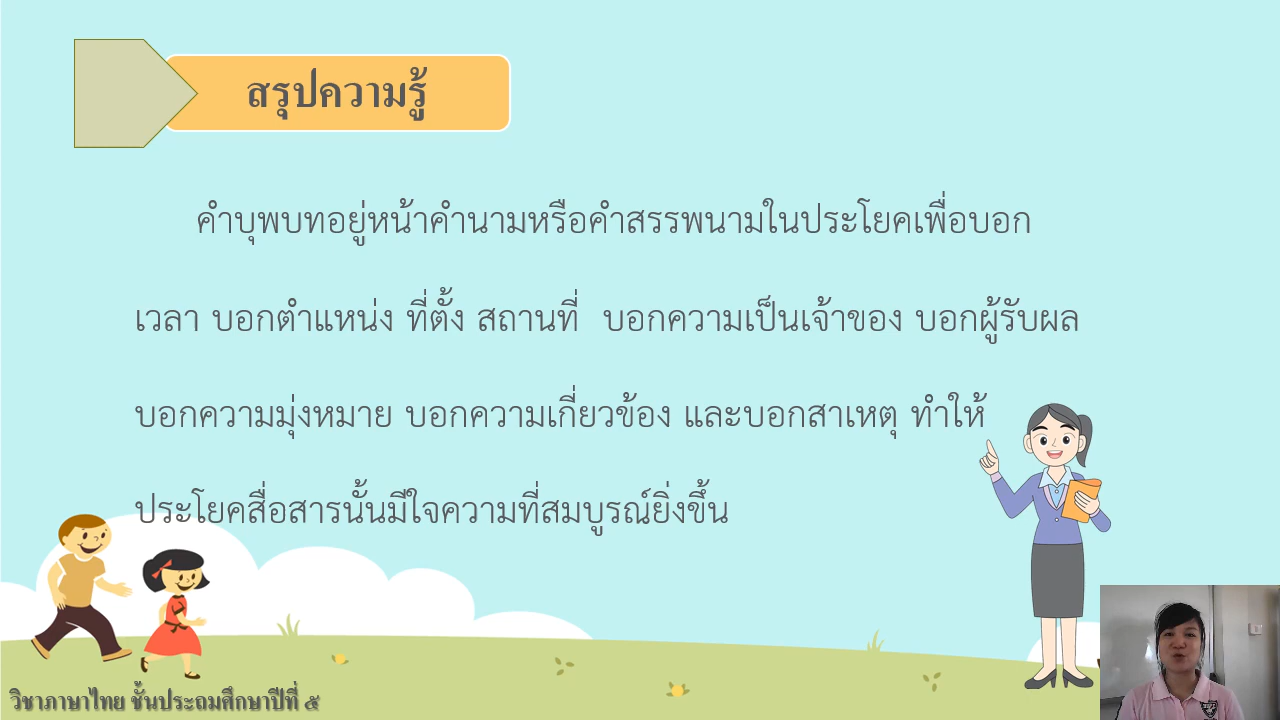 สรุปความรู้
คำบุพบทอยู่หน้าคำนามหรือคำสรรพนามในประโยคเพื่อบอก
เวลา บอกตำแหน่ง ที่ตั้ง สถานที่ บอกความเป็นเจ้าของ บอกผู้รับผล
บอกความมุ่งหมาย บอกความเกี่ยวข้อง และบอกสาเหตุ ทำให้
ประโยคสื่อสารนั้นมีใจความที่สมบูรณ์ยิ่งขึ้น
วิชาภาษาไทย ชั้นประถมศึกษาปีที่ ๕